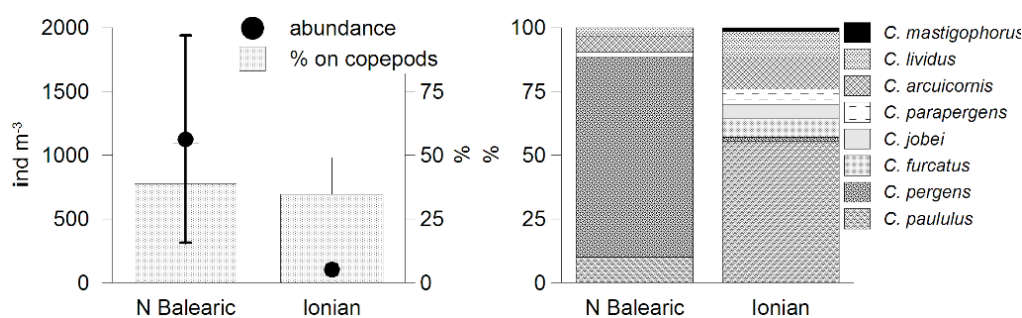 2000
1500
1000
500
0
ind m⁻³
abundance
% on copepods
75
50
25
0
%
N Balearic
Ionian
100
75
50
25
0
%
N Balearic
Ionian
C. mastigophorus
C. lividus
C. arcuicornis
C. parapergens
C. jobei
C. furcatus
C. pergens
C. paululus